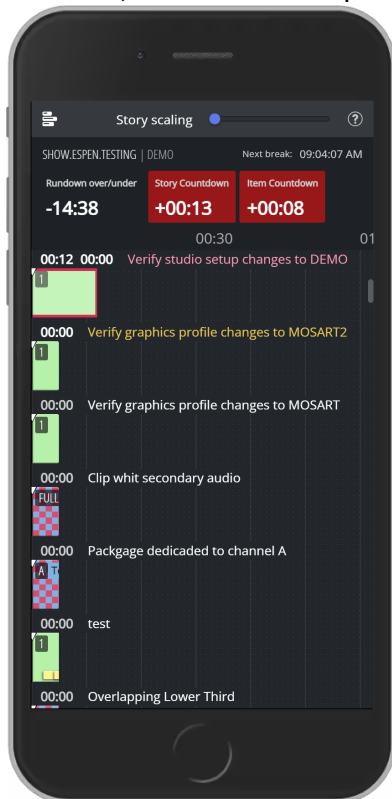 Story scaling ?
SHOW.ESPEN.TESTING | DEMO Next break: 09:04:07 AM
Rundown over/under Story Countdown Item Countdown
-14:38 +00:13 +00:08
00:30 01
00:12 00:00 Verify studio setup changes to DEMO
1
00:00 Verify graphics profile changes to MOSART2
1
00:00 Verify graphics profile changes to MOSART
1
00:00 Clip whit secondary audio
FULL
00:00 Packgage dedicaded to channel A
A
00:00 test
1
00:00 Overlapping Lower Third